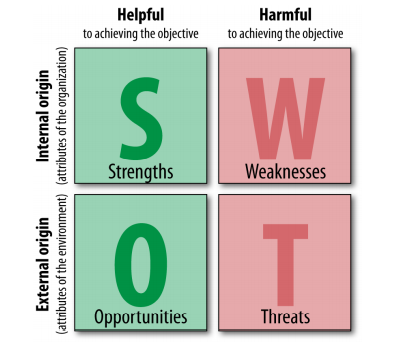 Helpful
to achieving the objective
Harmful
to achieving the objective
Internal origin
(attributes of the organization)
S
Strengths
W
Weaknesses
External origin
(attributes of the environment)
O
Opportunities
T
Threats